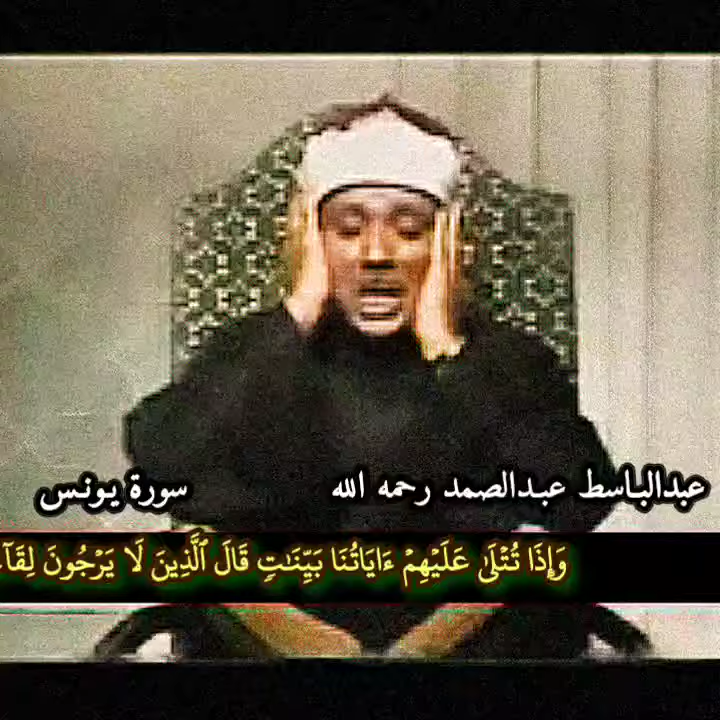 عبدالباسط عبدالصمد رحمه الله سورة يونس
وَإِذَا تُتْلَىٰ عَلَيْهِمْ ءَايَاتُنَا بَيِّنَـٰتٍ قَالَ ٱلَّذِينَ لَا يَرْجُونَ